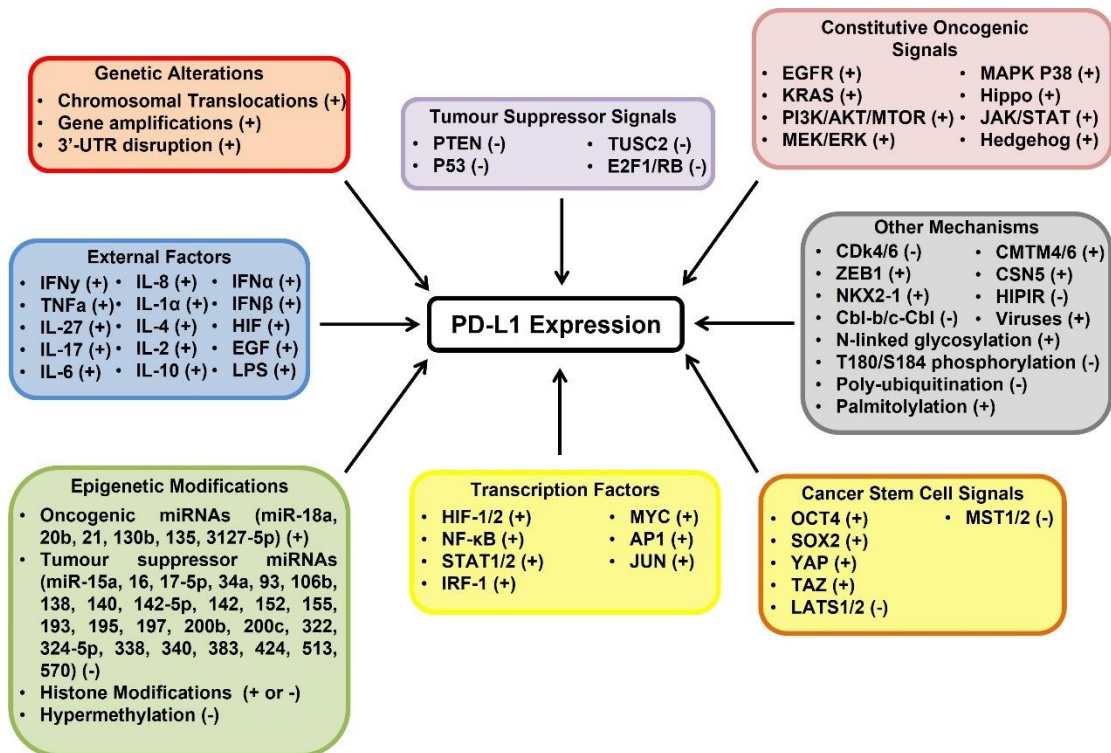 Genetic Alterations
• Chromosomal Translocations (+)
• Gene amplifications (+)
• 3’-UTR disruption (+)
Tumour Suppressor Signals
• PTEN (-)
• P53 (-)
• TUSC2 (-)
• E2F1/RB (-)
Constitutive Oncogenic
Signals
• EGFR (+)
• KRAS (+)
• PI3K/AKT/MTOR (+)
• MEK/ERK (+)
• MAPK P38 (+)
• Hippo (+)
• JAK/STAT (+)
• Hedgehog (+)
External Factors
• IFNy (+)
• TNFa (+)
• IL-27 (+)
• IL-17 (+)
• IL-6 (+)
• IL-8 (+)
• IL-1α (+)
• IL-4 (+)
• IL-2 (+)
• IL-10 (+)
• IFNα (+)
• IFNβ (+)
• HIF (+)
• EGF (+)
• LPS (+)
PD-L1 Expression
Other Mechanisms
• CDk4/6 (-)
• ZEB1 (+)
• NKX2-1 (+)
• Cbl-b/c-Cbl (-)
• CMTM4/6 (+)
• CSN5 (+)
• HIPIR (-)
• Viruses (+)
• N-linked glycosylation (+)
• T180/S184 phosphorylation (-)
• Poly-ubiquitination (-)
• Palmitolylation (+)
Epigenetic Modifications
• Oncogenic miRNAs (miR-18a,
20b, 21, 130b, 135, 3127-5p) (+)
• Tumour suppressor miRNAs
(miR-15a, 16, 17-5p, 34a, 93, 106b,
138, 140, 142-5p, 142, 152, 155,
193, 195, 197, 200b, 200c, 322,
324-5p, 338, 340, 383, 424, 513,
570) (-)
• Histone Modifications (+ or -)
• Hypermethylation (-)
Transcription Factors
• HIF-1/2 (+)
• NF-κB (+)
• STAT1/2 (+)
• IRF-1 (+)
• MYC (+)
• AP1 (+)
• JUN (+)
Cancer Stem Cell Signals
• OCT4 (+)
• SOX2 (+)
• YAP (+)
• TAZ (+)
• LATS1/2 (-)
• MST1/2 (-)